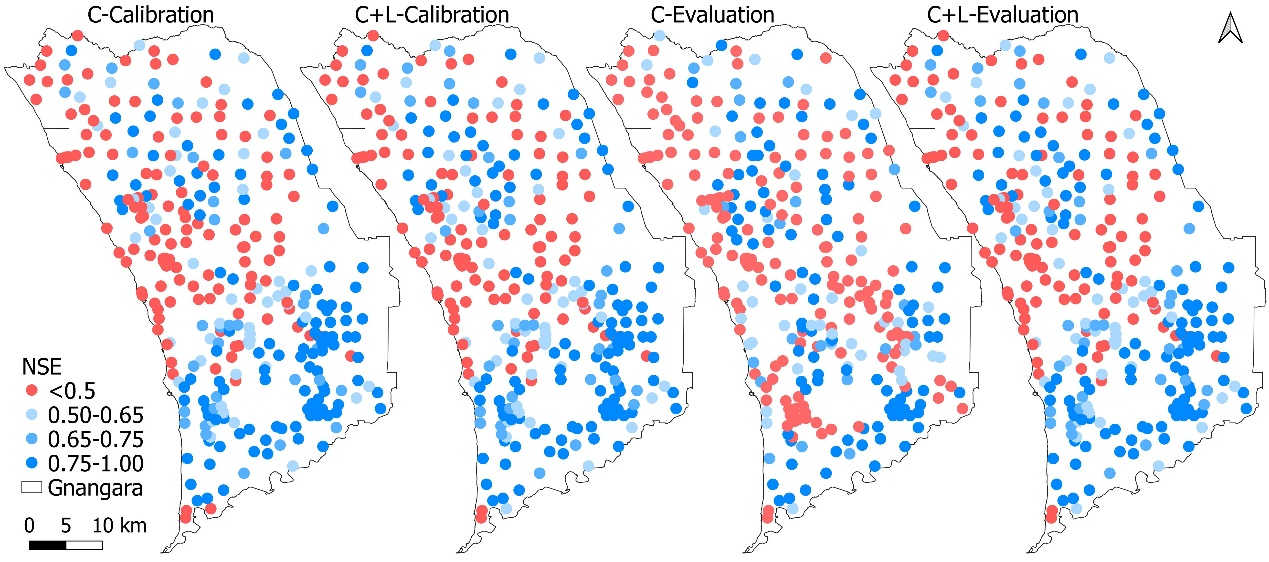 C-Calibration
C+L-Calibration
C-Evaluation
C+L-Evaluation
NSE
<0.5
0.50-0.65
0.65-0.75
0.75-1.00
Gnangara
0 5 10 km